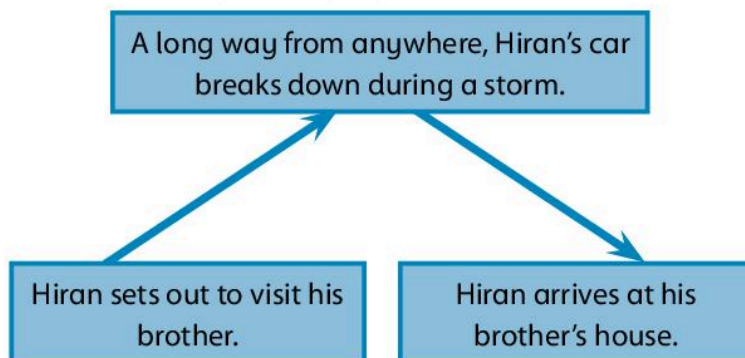 A long way from anywhere, Hiran's car
breaks down during a storm.
Hiran sets out to visit his
brother.
Hiran arrives at his
brother's house.